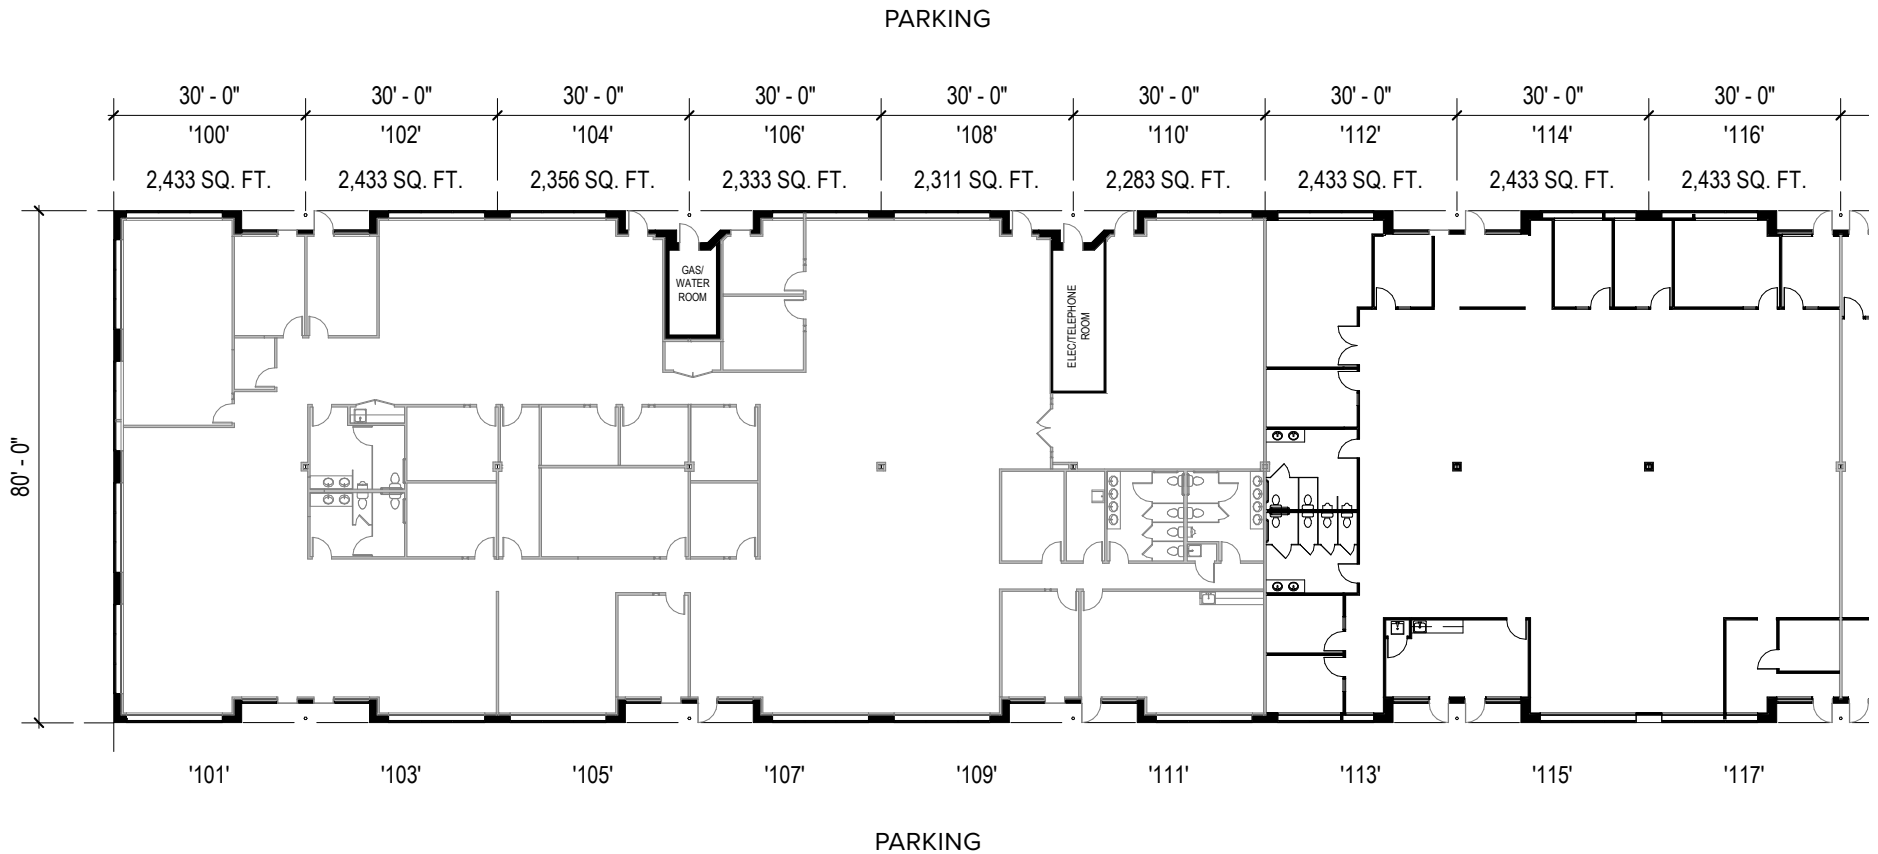 PARKING
30' - 0" 30' - 0" 30' - 0" 30' - 0" 30' - 0" 30' - 0" 30' - 0" 30' - 0" 30' - 0"
'100' '102' '104' '106' '108' '110' '112' '114' '116'
2,433 SQ. FT. 2,433 SQ. FT. 2,356 SQ. FT. 2,333 SQ. FT. 2,311 SQ. FT. 2,283 SQ. FT. 2,433 SQ. FT. 2,433 SQ. FT. 2,433 SQ. FT.
GAS/
WATER
ROOM
ELEC/TELEPHONE
ROOM
80' - 0"
'101' '103' '105' '107' '109' '111' '113' '115' '117'
PARKING